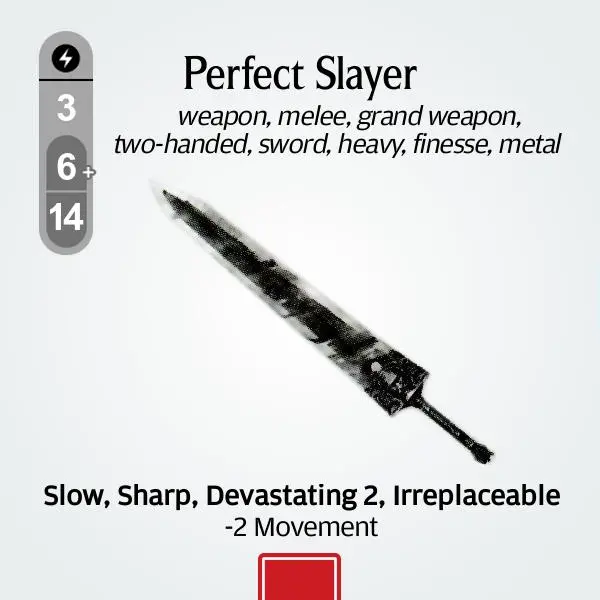 Perfect Slayer
weapon, melee, grand weapon,
two-handed, sword, heavy, finesse, metal
3
6+
14
Slow, Sharp, Devastating 2, Irreplaceable
-2 Movement